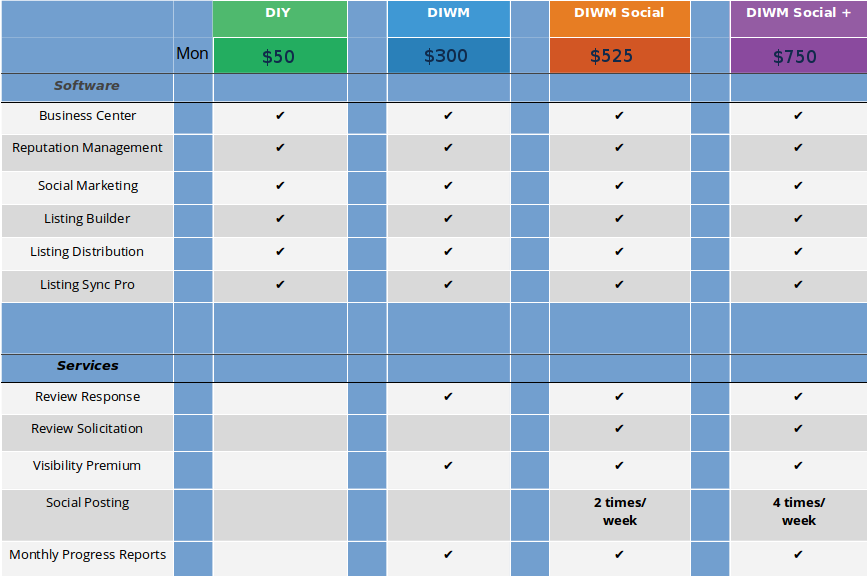 DIY DIWM DIWM Social DIWM Social +
Mon $50 $300 $525 $750
Software
Business Center ✔ ✔ ✔ ✔
Reputation Management ✔ ✔ ✔ ✔
Social Marketing ✔ ✔ ✔ ✔
Listing Builder ✔ ✔ ✔ ✔
Listing Distribution ✔ ✔ ✔ ✔
Listing Sync Pro ✔ ✔ ✔ ✔
Services
Review Response ✔ ✔ ✔
Review Solicitation ✔ ✔
Visibility Premium ✔ ✔ ✔
Social Posting 2 times/ 4 times/
week week
Monthly Progress Reports ✔ ✔ ✔